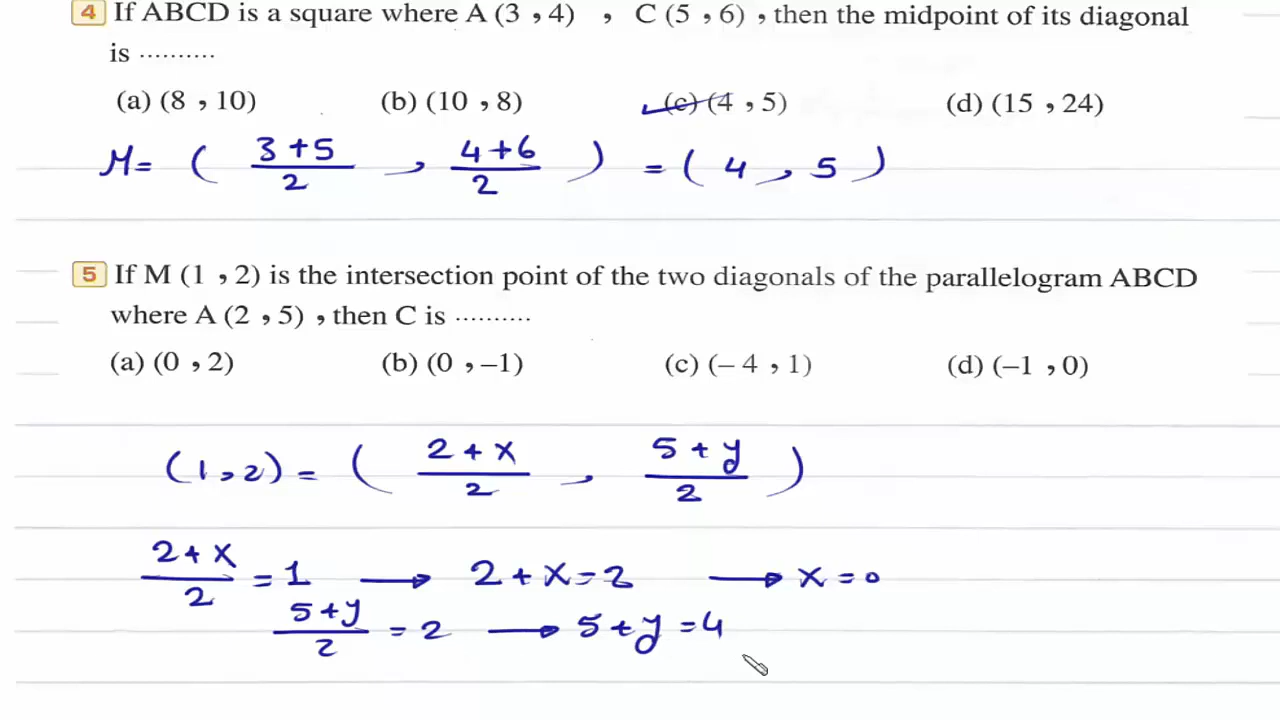 4 If ABCD is a square where A (3 , 4) , C (5 , 6) , then the midpoint of its diagonal
is ··········
(a) (8 , 10) (b) (10 , 8) (c) (4 , 5) (d) (15 , 24)
M = ( 3+5/2 , 4+6/2 ) = ( 4 , 5 )
5 If M (1 , 2) is the intersection point of the two diagonals of the parallelogram ABCD
where A (2 , 5) , then C is ··········
(a) (0 , 2) (b) (0 , –1) (c) (– 4 , 1) (d) (–1 , 0)
(1 , 2) = ( 2 + x/2 , 5 + y/2 )
2 + x/2 = 1 → 2 + x = 2 → x = 0
5 + y/2 = 2 → 5 + y = 4